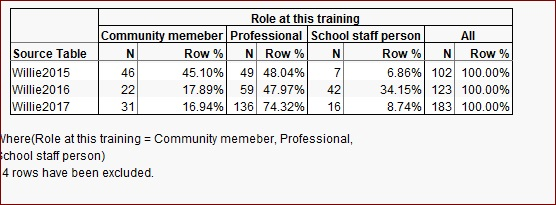 Role at this training
Community memeber Professional School staff person All
Source Table N Row % N Row % N Row % N Row %
Willie2015 46 45.10% 49 48.04% 7 6.86% 102 100.00%
Willie2016 22 17.89% 59 47.97% 42 34.15% 123 100.00%
Willie2017 31 16.94% 136 74.32% 16 8.74% 183 100.00%
Where(Role at this training = Community memeber, Professional,
School staff person)
4 rows have been excluded.